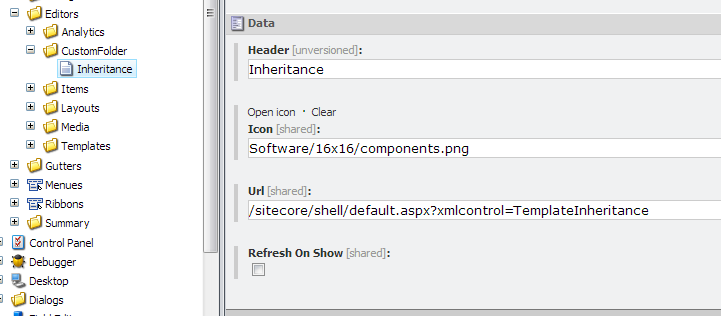 Editors
Analytics
CustomFolder
Inheritance
Items
Layouts
Media
Templates
Gutters
Menues
Ribbons
Summary
Control Panel
Debugger
Desktop
Dialogs
Data
Header [unversioned]:
Inheritance
Open icon · Clear
Icon [shared]:
Software/16x16/components.png
Url [shared]:
/sitecore/shell/default.aspx?xmlcontrol=TemplateInheritance
Refresh On Show [shared]: